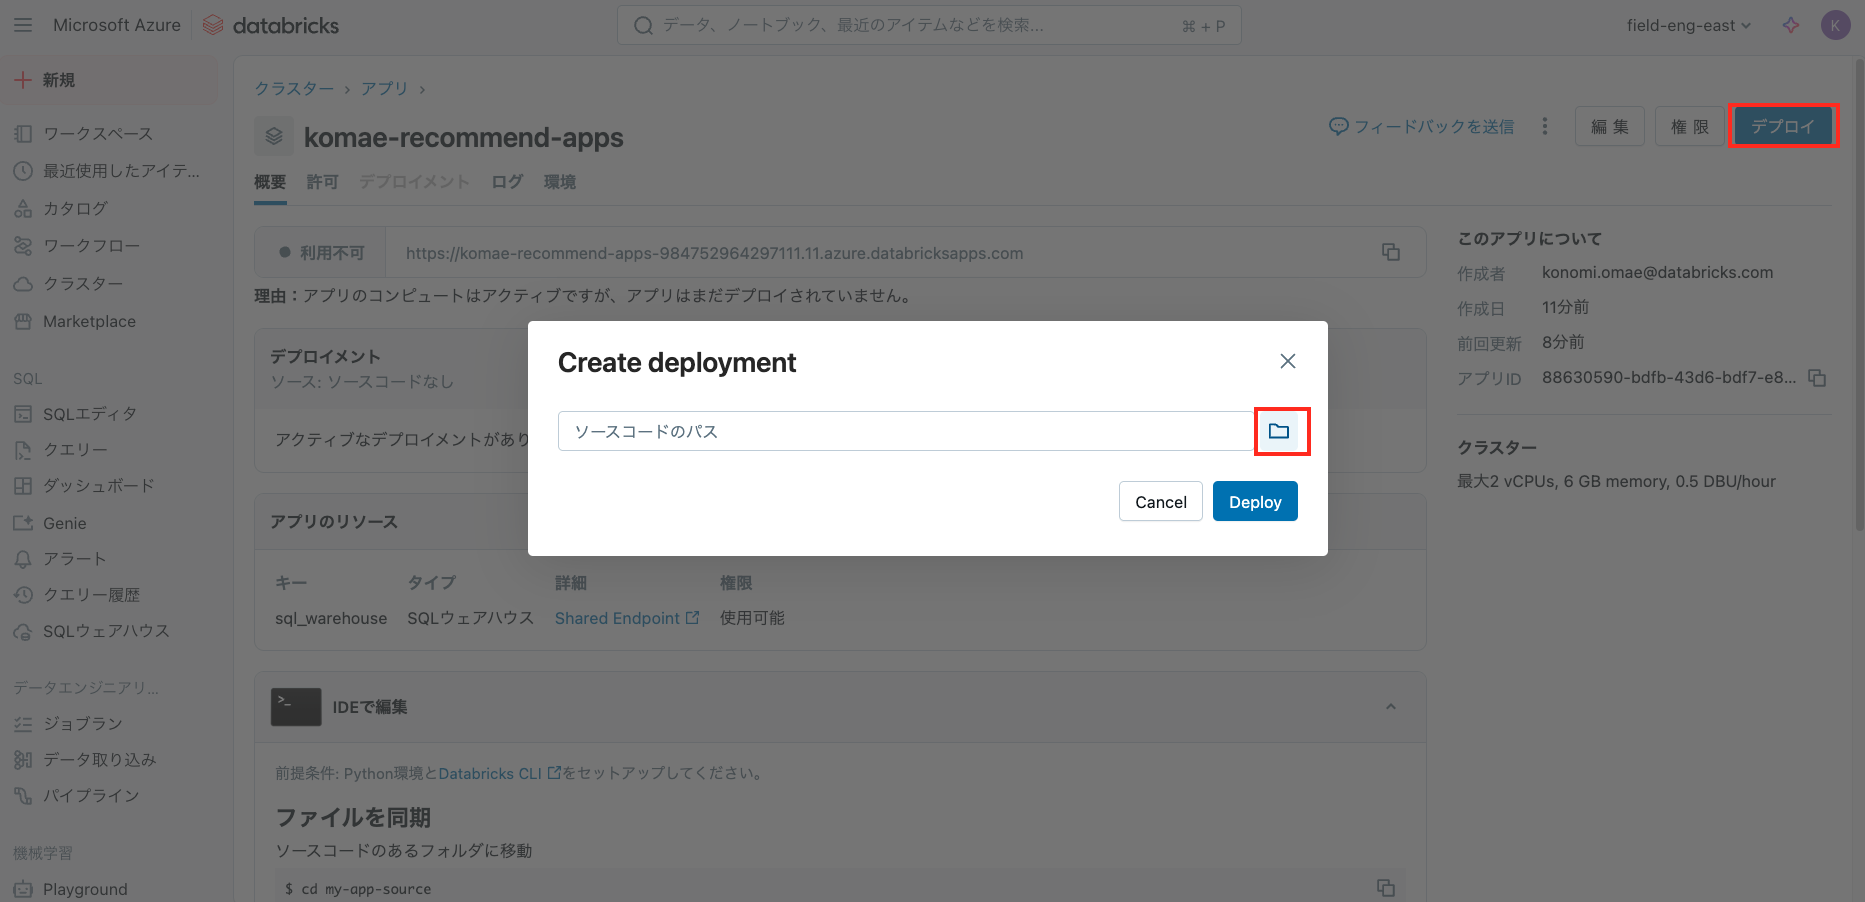 Microsoft Azure
databricks
データ、ノートブック、最近のアイテムなどを検索...
⌘ + P
field-eng-east
K
新規
ワークスペース
最近使用したアイテ...
カタログ
ワークフロー
クラスター
Marketplace
SQL
SQLエディタ
クエリー
ダッシュボード
Genie
アラート
クエリー履歴
SQLウェアハウス
データエンジニアリ...
ジョブラン
データ取り込み
パイプライン
機械学習
Playground
クラスター › アプリ ›
komae-recommend-apps
フィードバックを送信
編集
権限
デプロイ
概要 許可 デプロイメント ログ 環境
利用不可
https://komae-recommend-apps-984752964297111.11.azure.databricksapps.com
理由：アプリのコンピュートはアクティブですが、アプリはまだデプロイされていません。
デプロイメント
ソース: ソースコードなし
アクティブなデプロイメントがあり
Create deployment
ソースコードのパス
Cancel
Deploy
アプリのリソース
キー タイプ 詳細 権限
sql_warehouse SQLウェアハウス Shared Endpoint 使用可能
>_
IDEで編集
前提条件: Python環境とDatabricks CLI をセットアップしてください。
ファイルを同期
ソースコードのあるフォルダに移動
$ cd my-app-source
このアプリについて
作成者 konomi.omae@databricks.com
作成日 11分前
前回更新 8分前
アプリID 88630590-bdfb-43d6-bdf7-e8...
クラスター
最大2 vCPUs, 6 GB memory, 0.5 DBU/hour